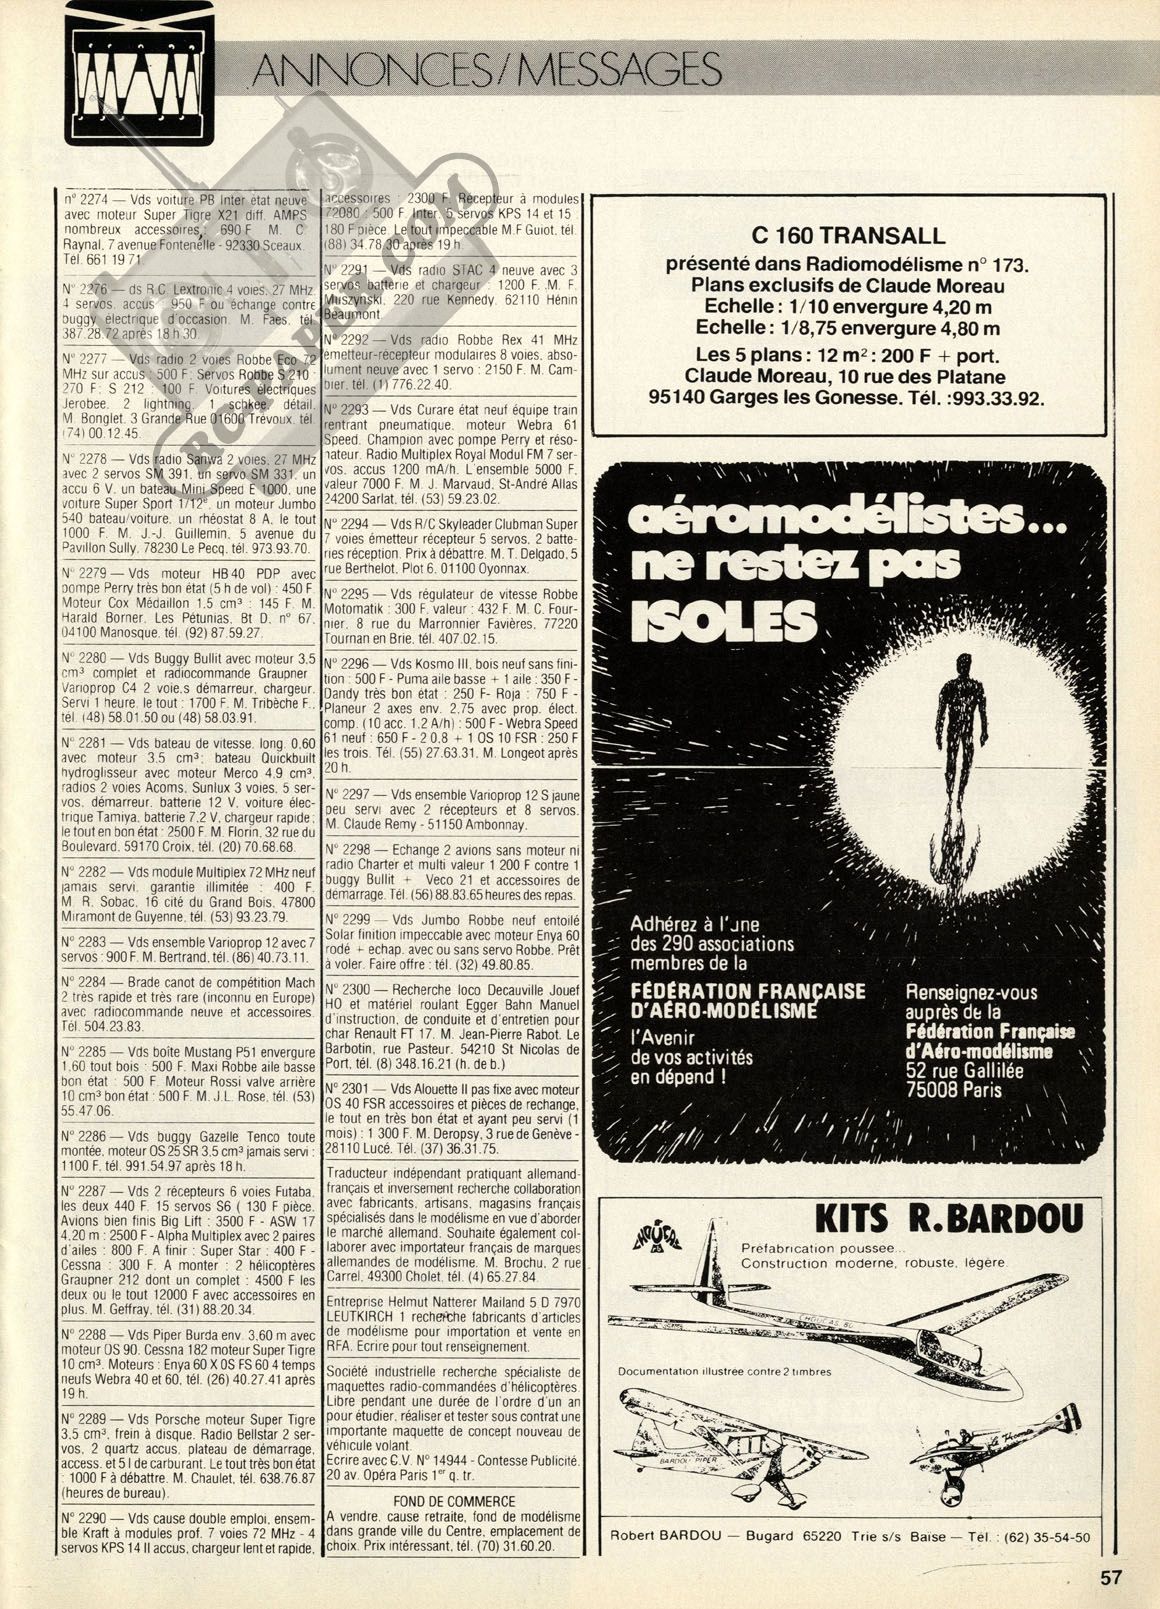 ANNONCES/MESSAGES
n° 2274 — Vds voiture PB Inter état neuve
avec moteur Super Tigre X21 diff. AMPS
nombreux accessoires, 690 F M. C.
Raynal, 7 avenue Fontenelle - 92330 Sceaux.
Tél. 661 19 71
N° 2276 — ds R.C. Lextronic 4 voies, 27 MHz
4 servos, accus : 950 F ou échange contre
buggy électrique d'occasion. M. Faes, tél.
387.28.72 après 18 h 30.
N° 2277 — Vds radio 2 voies Robbe Eco 72
MHz sur accus : 500 F. Servos Robbe S 210 :
270 F; S 212 : 100 F. Voitures électriques
Jerobee, 2 lightning, 1 schkee détail.
M. Bonglet, 3 Grande Rue 01600 Trévoux, tél.
(74) 00.12.45.
N° 2278 — Vds radio Sanwa 2 voies, 27 MHz
avec 2 servos SM 391, un servo SM 331, un
accu 6 V, un bateau Mini Speed E 1000, une
voiture Super Sport 1/12e, un moteur Jumbo
540 bateau/voiture, un rhéostat 8 A, le tout
1000 F. M. J.-J. Guillemin, 5 avenue du
Pavillon Sully, 78230 Le Pecq, tél. 973.93.70.
N° 2279 — Vds moteur HB 40 PDP avec
pompe Perry très bon état (5 h de vol) : 450 F.
Moteur Cox Médaillon 1,5 cm³ : 145 F. M.
Harald Borner, Les Pétunias, Bt D, n° 67,
04100 Manosque, tél. (92) 87.59.27.
N° 2280 — Vds Buggy Bullit avec moteur 3,5
cm³ complet et radiocommande Graupner
Varioprop C4 2 voie.s démarreur, chargeur.
Servi 1 heure, le tout : 1700 F. M. Tribèche F.,
tél. (48) 58.01.50 ou (48) 58.03.91.
N° 2281 — Vds bateau de vitesse, long. 0,60
avec moteur 3,5 cm³; bateau Quickbuilt
hydroglisseur avec moteur Merco 4,9 cm³,
radios 2 voies Acoms, Sunlux 3 voies, 5 ser-
vos, démarreur, batterie 12 V, voiture élec-
trique Tamiya, batterie 7,2 V, chargeur rapide;
le tout en bon état : 2500 F. M. Florin, 32 rue du
Boulevard, 59170 Croix, tél. (20) 70.68.68.
N° 2282 — Vds module Multiplex 72 MHz neuf
jamais servi, garantie illimitée : 400 F.
M. R. Sobac, 16 cité du Grand Bois, 47800
Miramont de Guyenne, tél. (53) 93.23.79.
N° 2283 — Vds ensemble Varioprop 12 avec 7
servos : 900 F. M. Bertrand, tél. (86) 40.73.11.
N° 2284 — Brade canot de compétition Mach
2 très rapide et très rare (inconnu en Europe)
avec radiocommande neuve et accessoires.
Tél. 504.23.83.
N° 2285 — Vds boîte Mustang P51 envergure
1,60 tout bois : 500 F. Maxi Robbe aile basse
bon état : 500 F. Moteur Rossi valve arrière
10 cm³ bon état : 500 F. M. J.L. Rose, tél. (53)
55.47.06.
N° 2286 — Vds buggy Gazelle Tenco toute
montée, moteur OS 25 SR 3,5 cm³ jamais servi :
1100 F. tél. 991.54.97 après 18 h.
N° 2287 — Vds 2 récepteurs 6 voies Futaba,
les deux 440 F. 15 servos S6 ( 130 F pièce.
Avions bien finis Big Lift : 3500 F - ASW 17
4,20 m : 2500 F - Alpha Multiplex avec 2 paires
d'ailes : 800 F. A finir : Super Star : 400 F -
Cessna : 300 F. A monter : 2 hélicoptères
Graupner 212 dont un complet : 4500 F les
deux ou le tout 12000 F avec accessoires en
plus. M. Geffray, tél. (31) 88.20.34.
N° 2288 — Vds Piper Burda env. 3,60 m avec
moteur OS 90. Cessna 182 moteur Super Tigre
10 cm³. Moteurs : Enya 60 X OS FS 60 4 temps
neufs Webra 40 et 60, tél. (26) 40.27.41 après
19 h.
N° 2289 — Vds Porsche moteur Super Tigre
3,5 cm³, frein à disque. Radio Bellstar 2 ser-
vos, 2 quartz accus, plateau de démarrage,
access. et 5 l de carburant. Le tout très bon état
: 1000 F à débattre. M. Chaulet, tél. 638.76.87
(heures de bureau).
N° 2290 — Vds cause double emploi, ensem-
ble Kraft à modules prof. 7 voies 72 MHz - 4
servos KPS 14 II accus, chargeur lent et rapide,
accessoires : 2300 F. Récepteur à modules
72080 : 500 F. Inter, 5 servos KPS 14 et 15 :
180 F pièce. Le tout impeccable M.F Guiot, tél.
(88) 34.78.30 après 19 h.
N° 2291 — Vds radio STAC 4 neuve avec 3
servos batterie et chargeur : 1200 F. M. F.
Muszynski, 220 rue Kennedy, 62110 Hénin
Beaumont.
N° 2292 — Vds radio Robbe Rex 41 MHz
émetteur-récepteur modulaires 8 voies, abso-
lument neuve avec 1 servo : 2150 F. M. Cam-
bier, tél. (1) 776.22.40.
N° 2293 — Vds Curare état neuf équipe train
rentrant pneumatique, moteur Webra 61
Speed. Champion avec pompe Perry et réso-
nateur. Radio Multiplex Royal Modul FM 7 ser-
vos, accus 1200 mA/h. L'ensemble 5000 F,
valeur 7000 F. M. J. Marvaud, St-André Allas
24200 Sarlat, tél. (53) 59.23.02.
N° 2294 — Vds R/C Skyleader Clubman Super
7 voies émetteur récepteur 5 servos, 2 batte-
ries réception. Prix à débattre. M. T. Delgado, 5
rue Berthelot, Plot 6, 01100 Oyonnax.
N° 2295 — Vds régulateur de vitesse Robbe
Motomatik : 300 F, valeur : 432 F. M. C. Four-
nier, 8 rue du Marronnier Favières, 77220
Tournan en Brie, tél. 407.02.15.
N° 2296 — Vds Kosmo III, bois neuf sans fini-
tion : 500 F - Puma aile basse + 1 aile : 350 F -
Dandy très bon état : 250 F- Roja : 750 F -
Planeur 2 axes env. 2,75 avec prop. élect.
comp. (10 acc. 1,2 A/h) : 500 F - Webra Speed
61 neuf : 650 F - 2 0.8 + 1 OS 10 FSR : 250 F
les trois. Tél. (55) 27.63.31. M. Longeot après
20 h.
N° 2297 — Vds ensemble Varioprop 12 S jaune
peu servi avec 2 récepteurs et 8 servos.
M. Claude Remy - 51150 Ambonnay.
N° 2298 — Echange 2 avions sans moteur ni
radio Charter et multi valeur 1 200 F contre 1
buggy Bullit + Veco 21 et accessoires de
démarrage. Tél. (56) 88.83.65 heures des repas.
N° 2299 — Vds Jumbo Robbe neuf entoilé
Solar finition impeccable avec moteur Enya 60
rodé + echap. avec ou sans servo Robbe. Prêt
à voler. Faire offre : tél. (32) 49.80.85.
N° 2300 — Recherche loco Decauville Jouef
HO et matériel roulant Egger Bahn Manuel
d'instruction, de conduite et d'entretien pour
char Renault FT 17. M. Jean-Pierre Rabot, Le
Barbotin, rue Pasteur, 54210 St Nicolas de
Port, tél. (8) 348.16.21 (h. de b.)
N° 2301 — Vds Alouette II pas fixe avec moteur
OS 40 FSR accessoires et pièces de rechange,
le tout en très bon état et ayant peu servi (1
mois) : 1 300 F. M. Deropsy, 3 rue de Genève -
28110 Lucé. Tél. (37) 36.31.75.
Traducteur indépendant pratiquant allemand-
français et inversement recherche collaboration
avec fabricants, artisans, magasins français
spécialisés dans le modélisme en vue d'aborder
le marché allemand. Souhaite également col-
laborer avec importateur français de marques
allemandes de modélisme. M. Brochu, 2 rue
Carrel, 49300 Cholet, tél. (4) 65.27.84.
Entreprise Helmut Natterer Mailand 5 D 7970
LEUTKIRCH 1 recherche fabricants d'articles
de modélisme pour importation et vente en
RFA. Ecrire pour tout renseignement.
Société industrielle recherche spécialiste de
maquettes radio-commandées d'hélicoptères.
Libre pendant une durée de l'ordre d'un an
pour étudier, réaliser et tester sous contrat une
importante maquette de concept nouveau de
véhicule volant.
Ecrire avec C.V. N° 14944 - Contesse Publicité.
20 av. Opéra Paris 1er q. tr.
FOND DE COMMERCE
A vendre, cause retraite, fond de modélisme
dans grande ville du Centre, emplacement de
choix. Prix intéressant, tél. (70) 31.60.20.
C 160 TRANSALL
présenté dans Radiomodélisme n° 173.
Plans exclusifs de Claude Moreau
Echelle : 1/10 envergure 4,20 m
Echelle : 1/8,75 envergure 4,80 m
Les 5 plans : 12 m² : 200 F + port.
Claude Moreau, 10 rue des Platane
95140 Garges les Gonesse. Tél. :993.33.92.
aéromodélistes...
ne restez pas
ISOLES
Adhérez à l'une
des 290 associations
membres de la
FÉDÉRATION FRANÇAISE
D'AÉRO-MODÉLISME
l'Avenir
de vos activités
en dépend !
Renseignez-vous
auprès de la
Fédération Française
d'Aéro-modélisme
52 rue Gallilée
75008 Paris
CHOUCAS
KITS R.BARDOU
Préfabrication poussée...
Construction moderne, robuste, légère.
CHOUCAS 80
Documentation illustrée contre 2 timbres
BARDOU PIPER
Robert BARDOU — Bugard 65220 Trie s/s Baïse — Tél. : (62) 35-54-50
57
RC-PAPER.COM